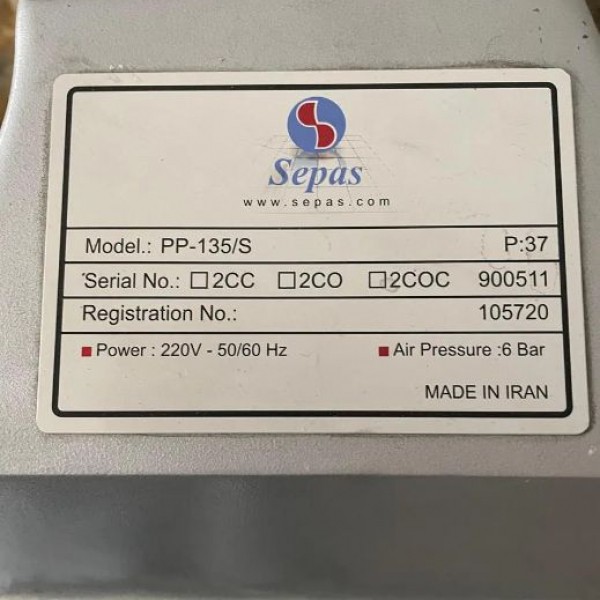 Sepas
www.sepas.com
Model.: PP-135/S P:37
Serial No.: ☐2CC ☐2CO ☐2COC 900511
Registration No.: 105720
Power : 220V - 50/60 Hz Air Pressure :6 Bar
MADE IN IRAN